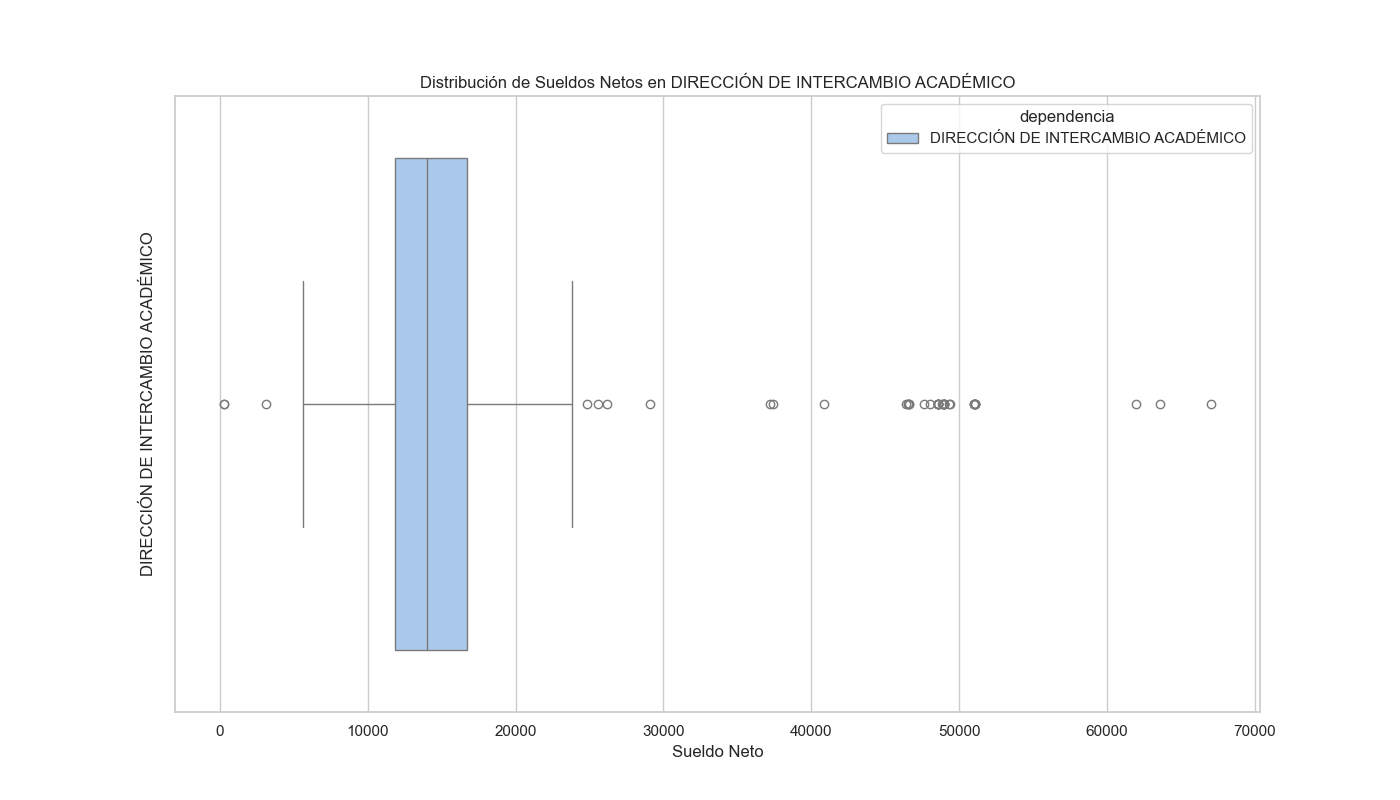 Distribución de Sueldos Netos en DIRECCIÓN DE INTERCAMBIO ACADÉMICO
dependencia
DIRECCIÓN DE INTERCAMBIO ACADÉMICO
DIRECCIÓN DE INTERCAMBIO ACADÉMICO
0 10000 20000 30000 40000 50000 60000 70000
Sueldo Neto